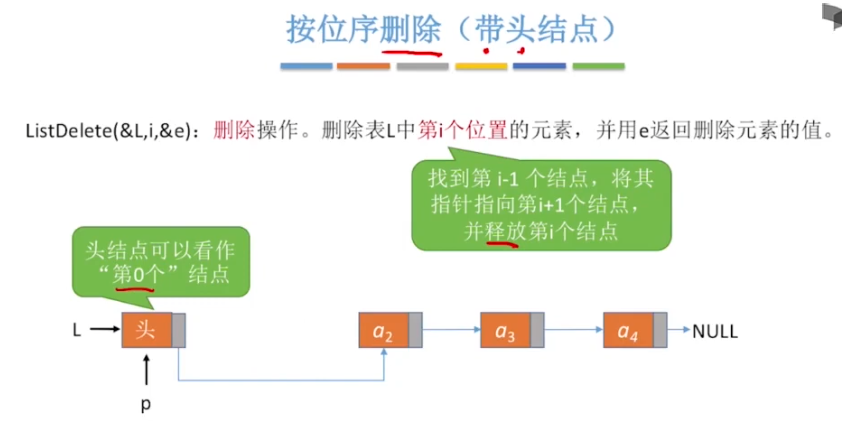 按位序删除（带头结点）
ListDelete(&L,i,&e)：删除操作。删除表L中第i个位置的元素，并用e返回删除元素的值。
找到第 i-1 个结点，将其
指针指向第i+1个结点，
并释放第i个结点
头结点可以看作
“第0个”结点
L 头 a2 a3 a4 NULL
p